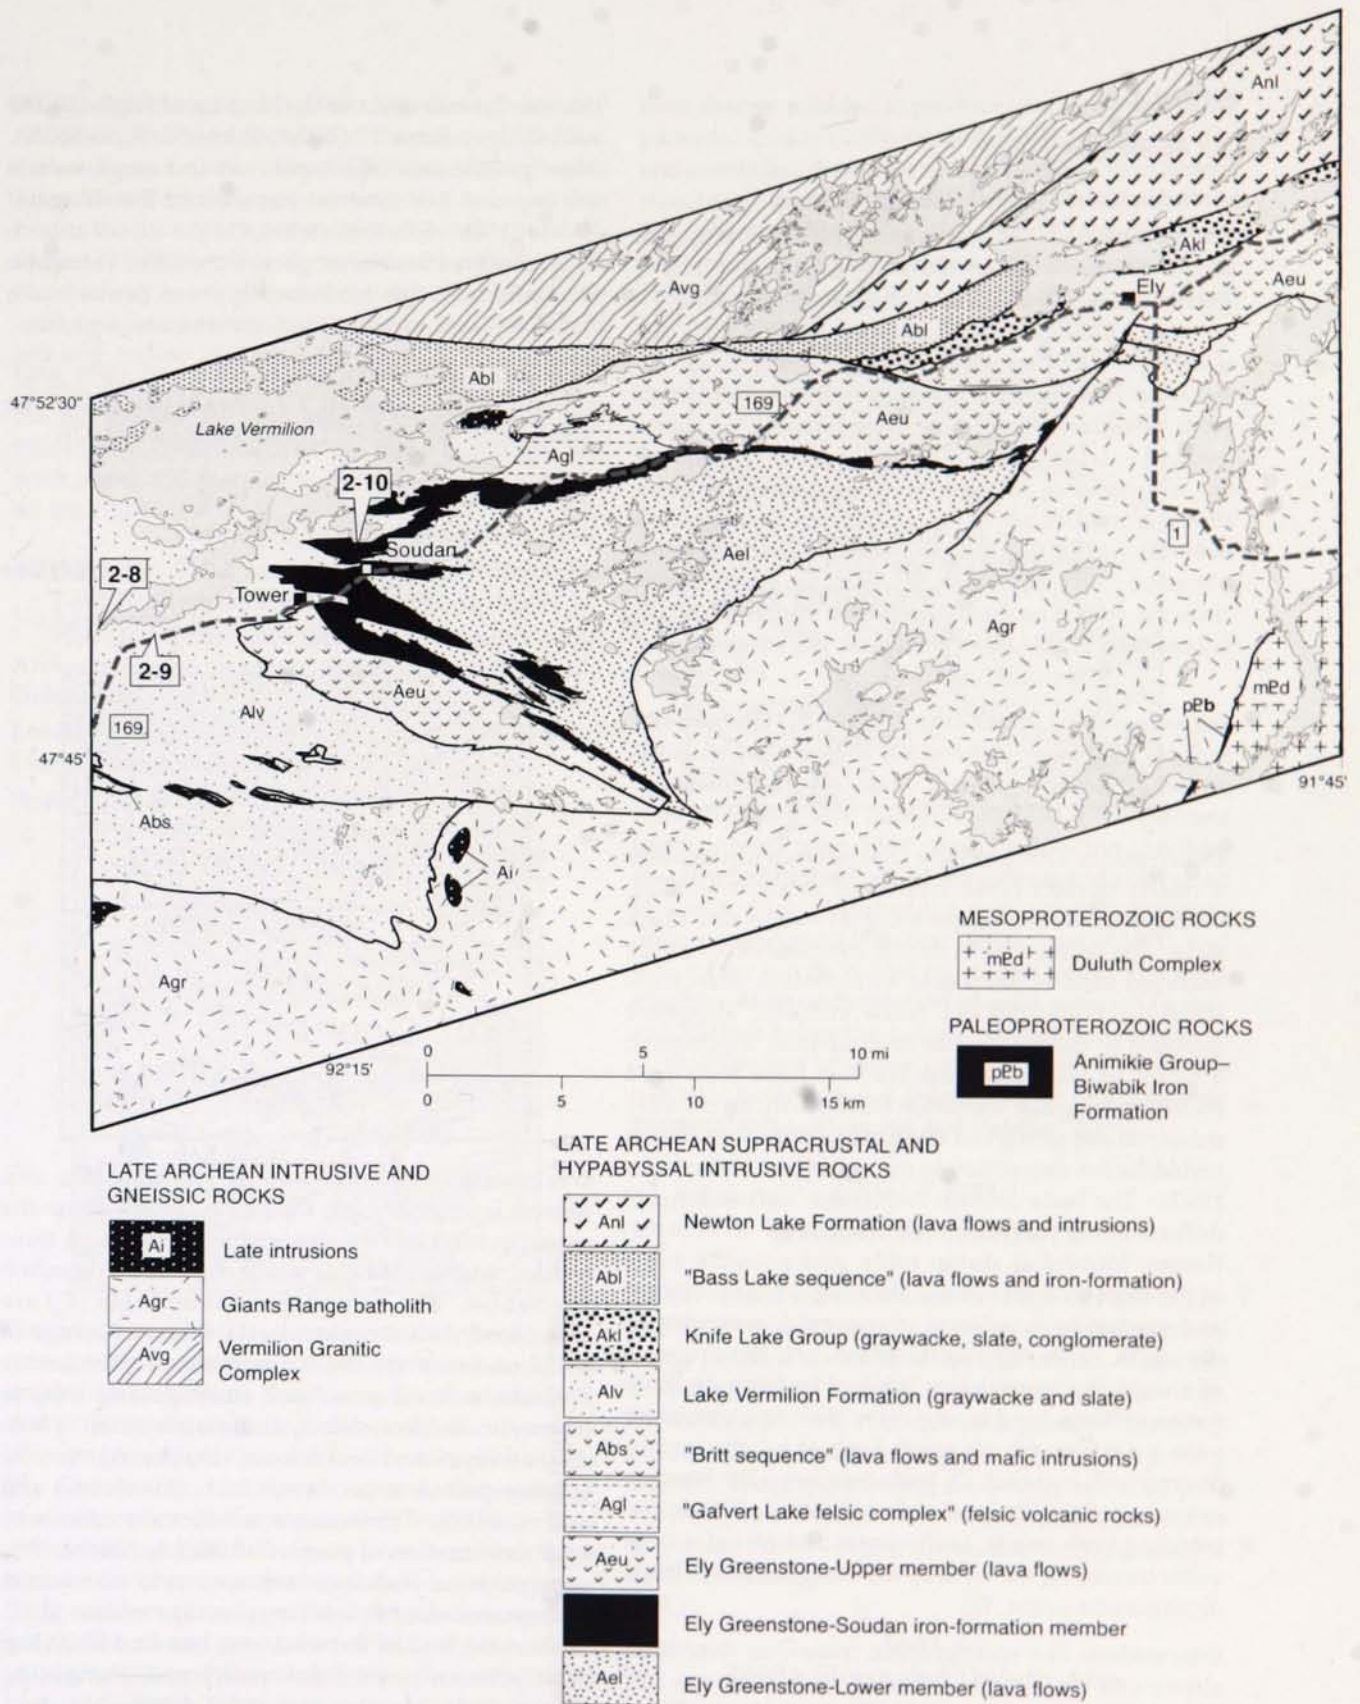 Anl
Akl
Avg
Aeu
Ely
Abl
Abl
47°52'30"
169
Aeu
Lake Vermilion
Agl
2-10
Soudan
Ael
1
2-8
Tower
Agr
2-9
Aeu
mPd
pPb
169
Alv
47°45'
91°45'
Abs
Ai
Agr
92°15'
0 5 10 mi
0 5 10 15 km
MESOPROTEROZOIC ROCKS
mPd Duluth Complex
PALEOPROTEROZOIC ROCKS
pPb Animikie Group–
Biwabik Iron
Formation
LATE ARCHEAN INTRUSIVE AND
GNEISSIC ROCKS
Ai Late intrusions
Agr Giants Range batholith
Avg Vermilion Granitic
Complex
LATE ARCHEAN SUPRACRUSTAL AND
HYPABYSSAL INTRUSIVE ROCKS
Anl Newton Lake Formation (lava flows and intrusions)
Abl "Bass Lake sequence" (lava flows and iron-formation)
Akl Knife Lake Group (graywacke, slate, conglomerate)
Alv Lake Vermilion Formation (graywacke and slate)
Abs "Britt sequence" (lava flows and mafic intrusions)
Agl "Gafvert Lake felsic complex" (felsic volcanic rocks)
Aeu Ely Greenstone-Upper member (lava flows)
Ely Greenstone-Soudan iron-formation member
Ael Ely Greenstone-Lower member (lava flows)